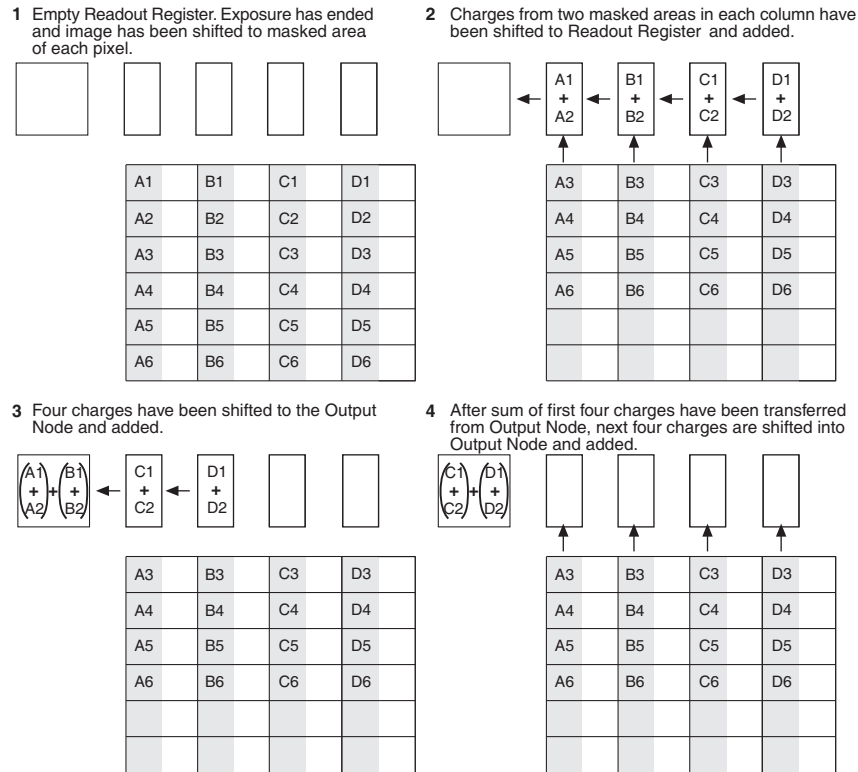 1 Empty Readout Register. Exposure has ended
and image has been shifted to masked area
of each pixel.
A1 B1 C1 D1
A2 B2 C2 D2
A3 B3 C3 D3
A4 B4 C4 D4
A5 B5 C5 D5
A6 B6 C6 D6
2 Charges from two masked areas in each column have
been shifted to Readout Register and added.
A1 B1 C1 D1
+ + + +
A2 B2 C2 D2
A3 B3 C3 D3
A4 B4 C4 D4
A5 B5 C5 D5
A6 B6 C6 D6
3 Four charges have been shifted to the Output
Node and added.
(A1) (B1) C1 D1
+ + + + +
(A2) (B2) C2 D2
A3 B3 C3 D3
A4 B4 C4 D4
A5 B5 C5 D5
A6 B6 C6 D6
4 After sum of first four charges have been transferred
from Output Node, next four charges are shifted into
Output Node and added.
(C1) (D1)
+ + +
(C2) (D2)
A3 B3 C3 D3
A4 B4 C4 D4
A5 B5 C5 D5
A6 B6 C6 D6